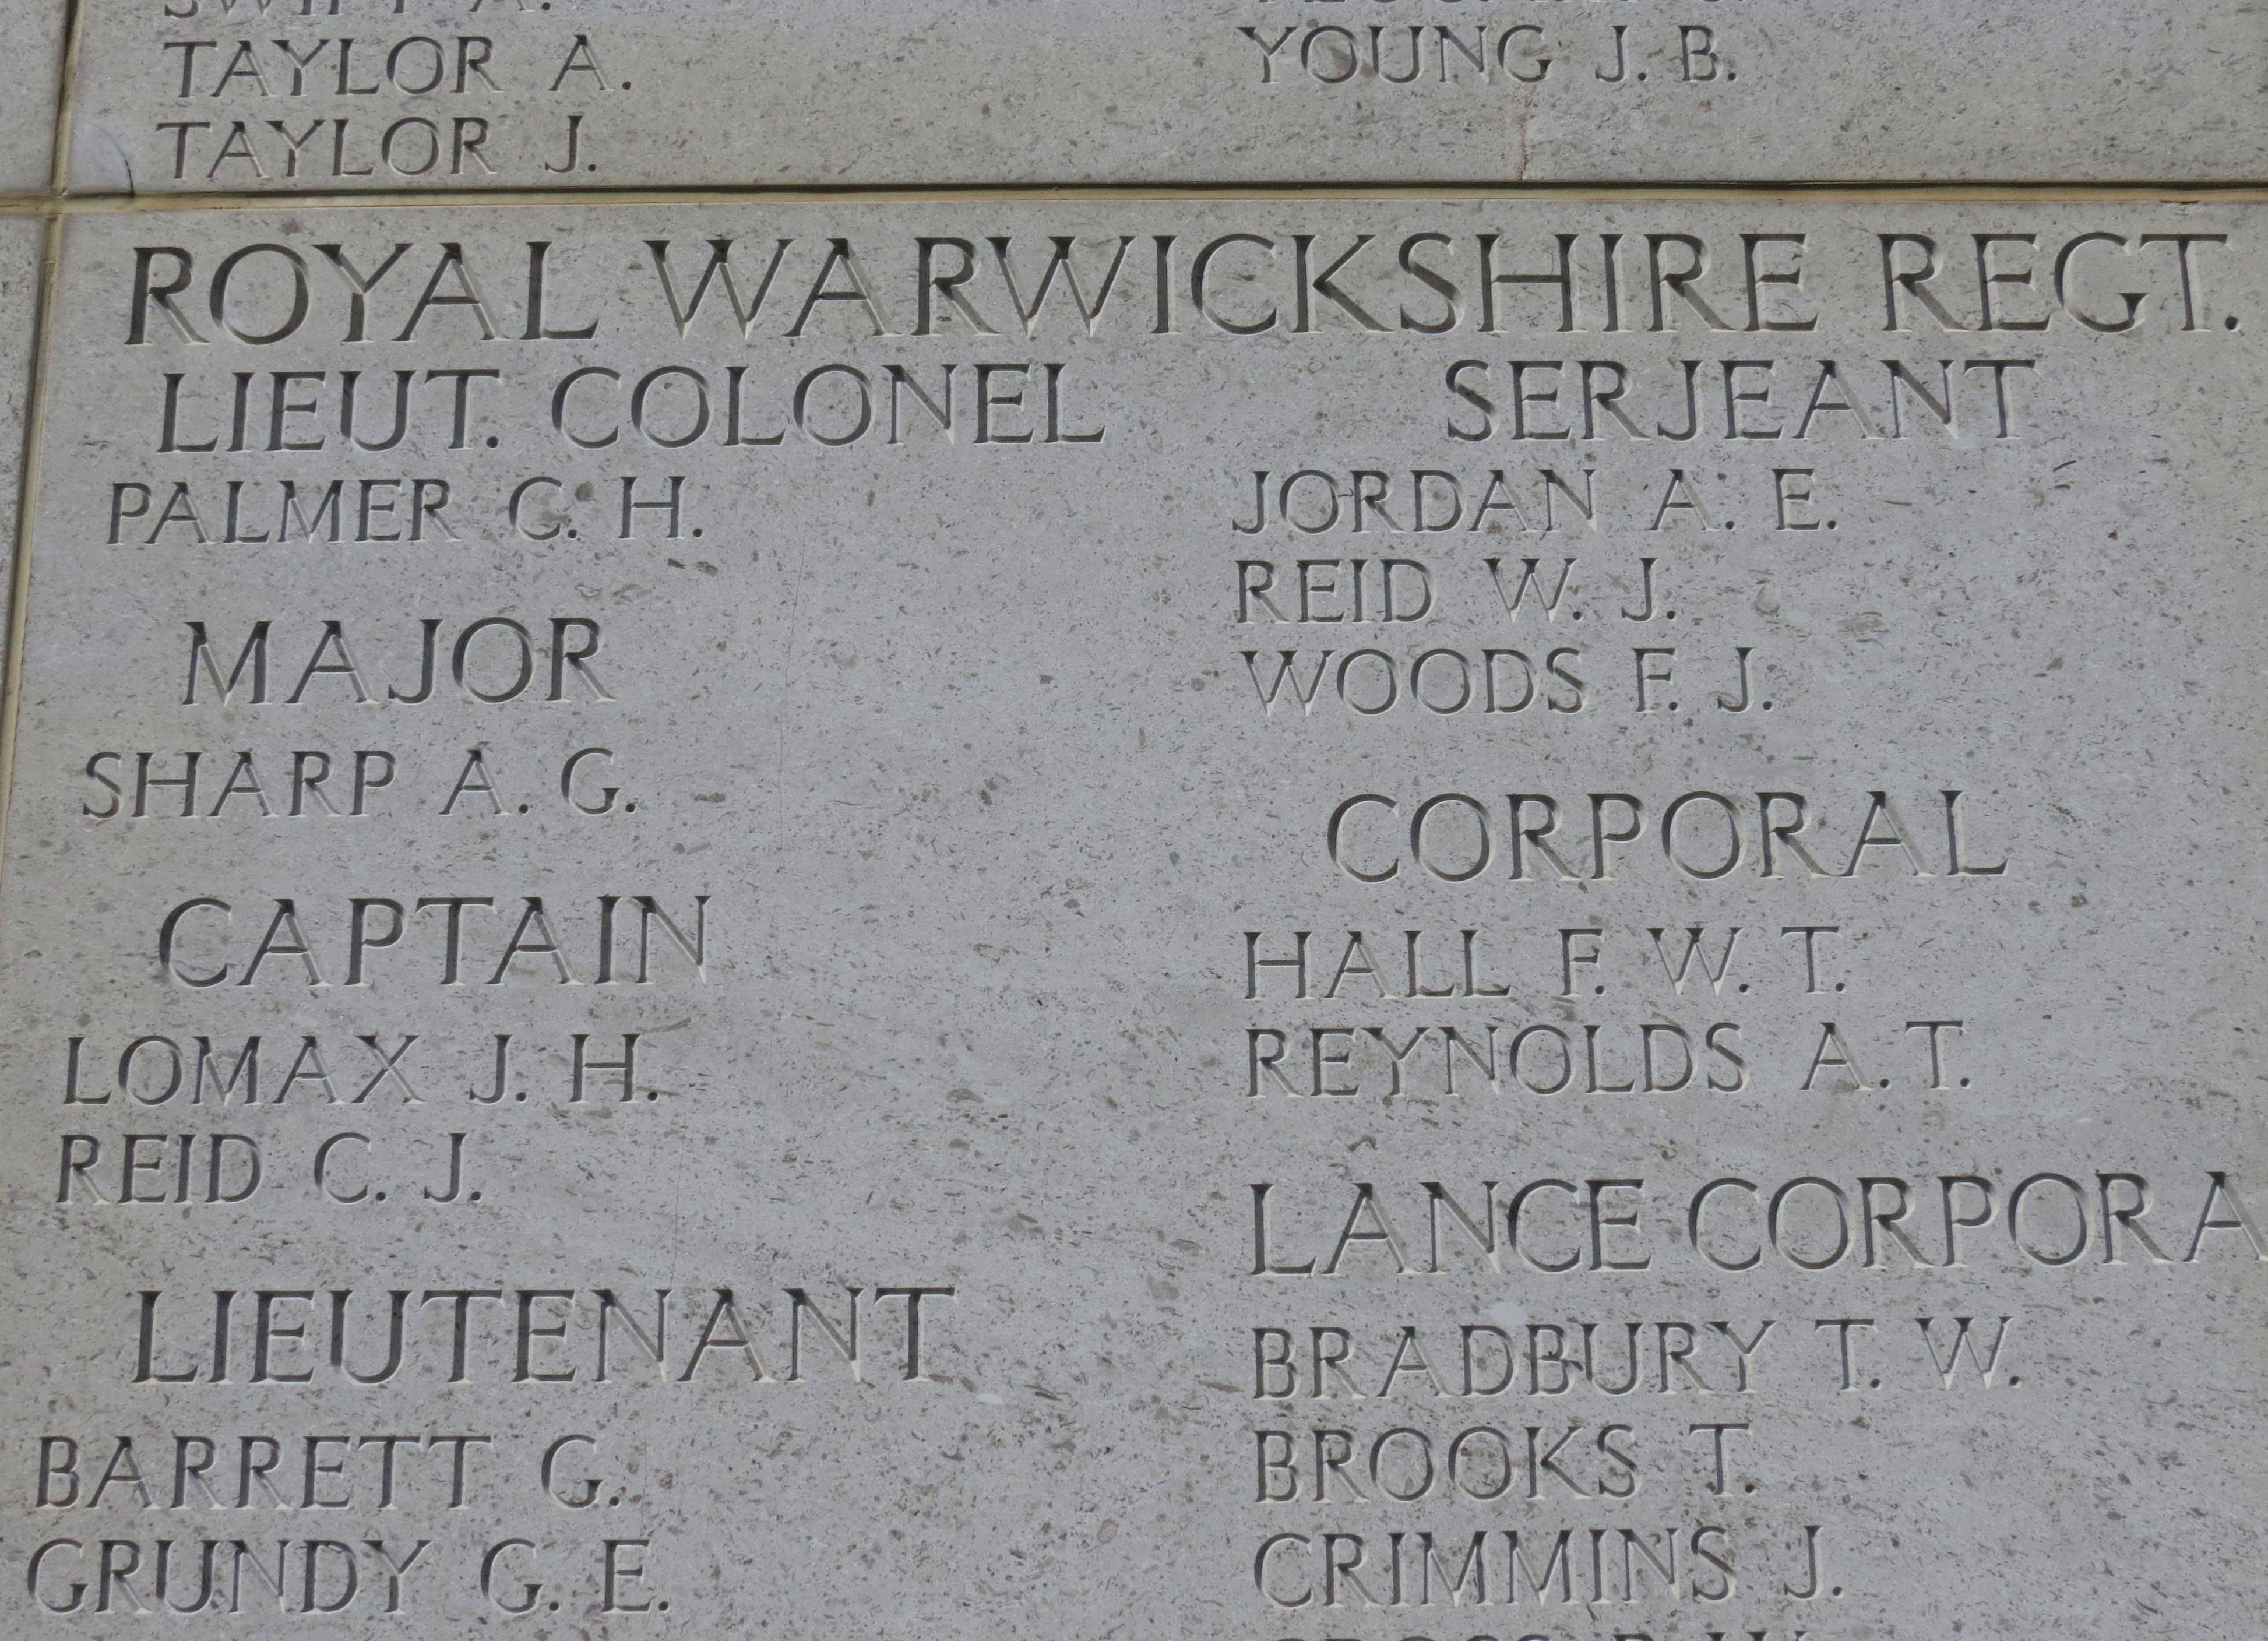 SWIFT A.
TAYLOR A.
TAYLOR J.
YOUNG J. B.
ROYAL WARWICKSHIRE REGT.
LIEUT. COLONEL
PALMER C. H.
MAJOR
SHARP A. G.
CAPTAIN
LOMAX J. H.
REID C. J.
LIEUTENANT
BARRETT G.
GRUNDY G. E.
SERJEANT
JORDAN A. E.
REID W. J.
WOODS F. J.
CORPORAL
HALL F. W. T.
REYNOLDS A. T.
LANCE CORPORA
BRADBURY T. W.
BROOKS T.
CRIMMINS J.